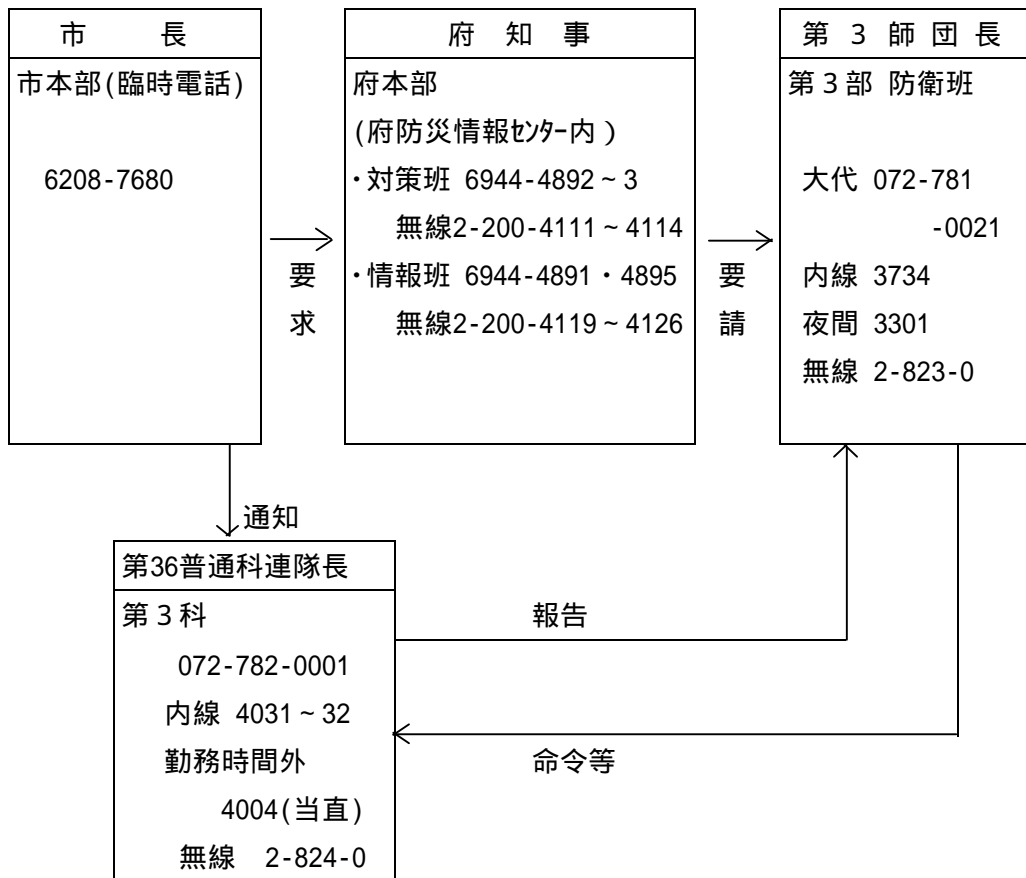 市　長
市本部(臨時電話)
6208-7680
要
求
府　知　事
府本部
(府防災情報ｾﾝﾀｰ内)
・対策班 6944-4892～3
無線2-200-4111～4114
・情報班 6944-4891・4895
無線2-200-4119～4126
要
請
第３師団長
第３部 防衛班
大代 072-781
-0021
内線 3734
夜間 3301
無線 2-823-0
通知
第36普通科連隊長
第３科
072-782-0001
内線 4031～32
勤務時間外
4004(当直)
無線　2-824-0
報告
命令等